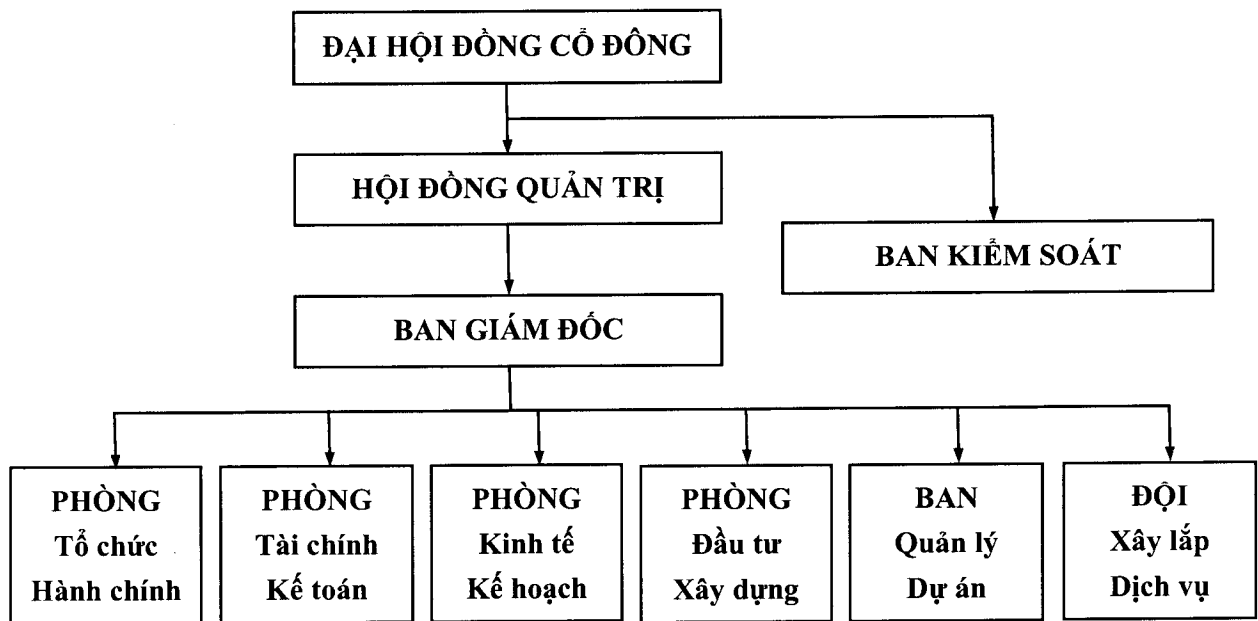 ĐẠI HỘI ĐỒNG CỔ ĐÔNG
HỘI ĐỒNG QUẢN TRỊ
BAN KIỂM SOÁT
BAN GIÁM ĐỐC
PHÒNG
Tổ chức
Hành chính
PHÒNG
Tài chính
Kế toán
PHÒNG
Kinh tế
Kế hoạch
PHÒNG
Đầu tư
Xây dựng
BAN
Quản lý
Dự án
ĐỘI
Xây lắp
Dịch vụ